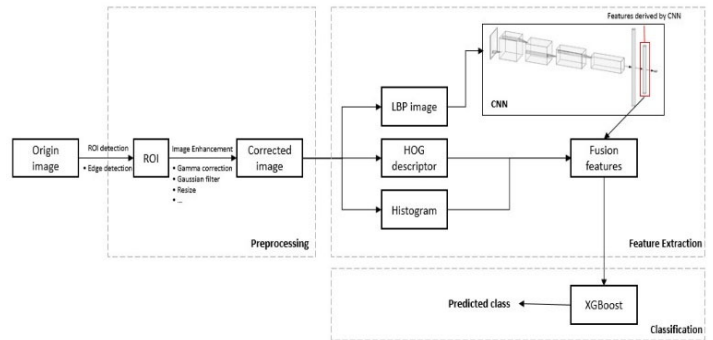 Features derived by CNN
CNN
LBP image
Origin
image
ROI detection
• Edge detection
ROI
Image Enhancement
• Gamma correction
• Gaussian filter
• Resize
• ...
Corrected
image
HOG
descriptor
Histogram
Fusion
features
Preprocessing
Feature Extraction
XGBoost
Predicted class
Classification